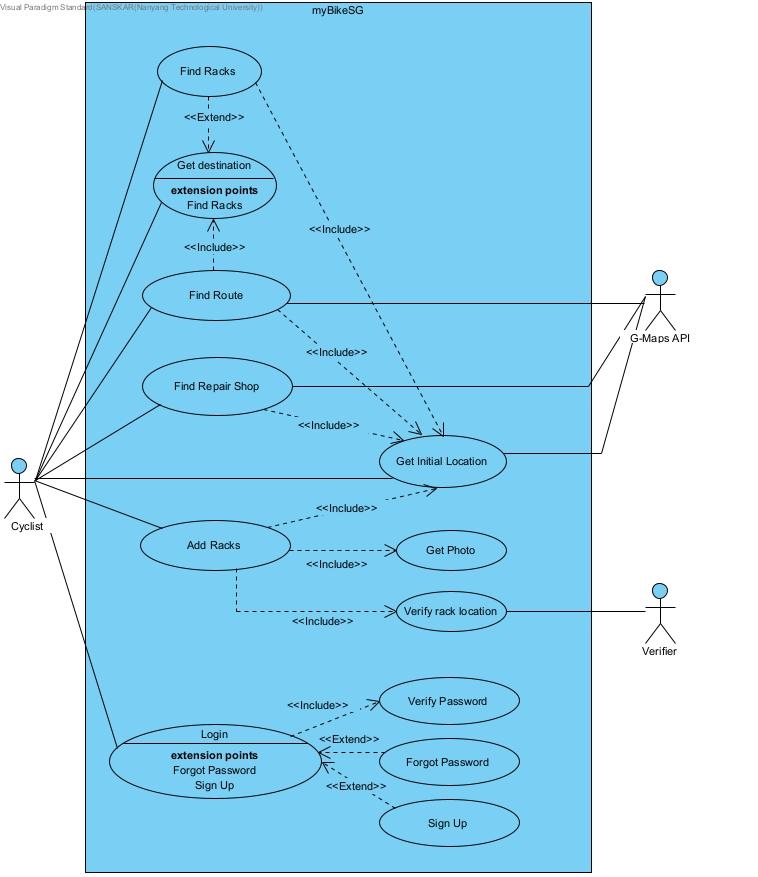 Visual Paradigm Standard(SANSKAR(Nanyang Technological University))
myBikeSG
Find Racks
<<Extend>>
Get destination
extension points
Find Racks
<<Include>>
<<Include>>
Find Route
G-Maps API
<<Include>>
Find Repair Shop
<<Include>>
Get Initial Location
<<Include>>
Cyclist
Add Racks
Get Photo
<<Include>>
Verify rack location
<<Include>>
Verifier
Verify Password
<<Include>>
Login
extension points
Forgot Password
Sign Up
<<Extend>>
Forgot Password
<<Extend>>
Sign Up